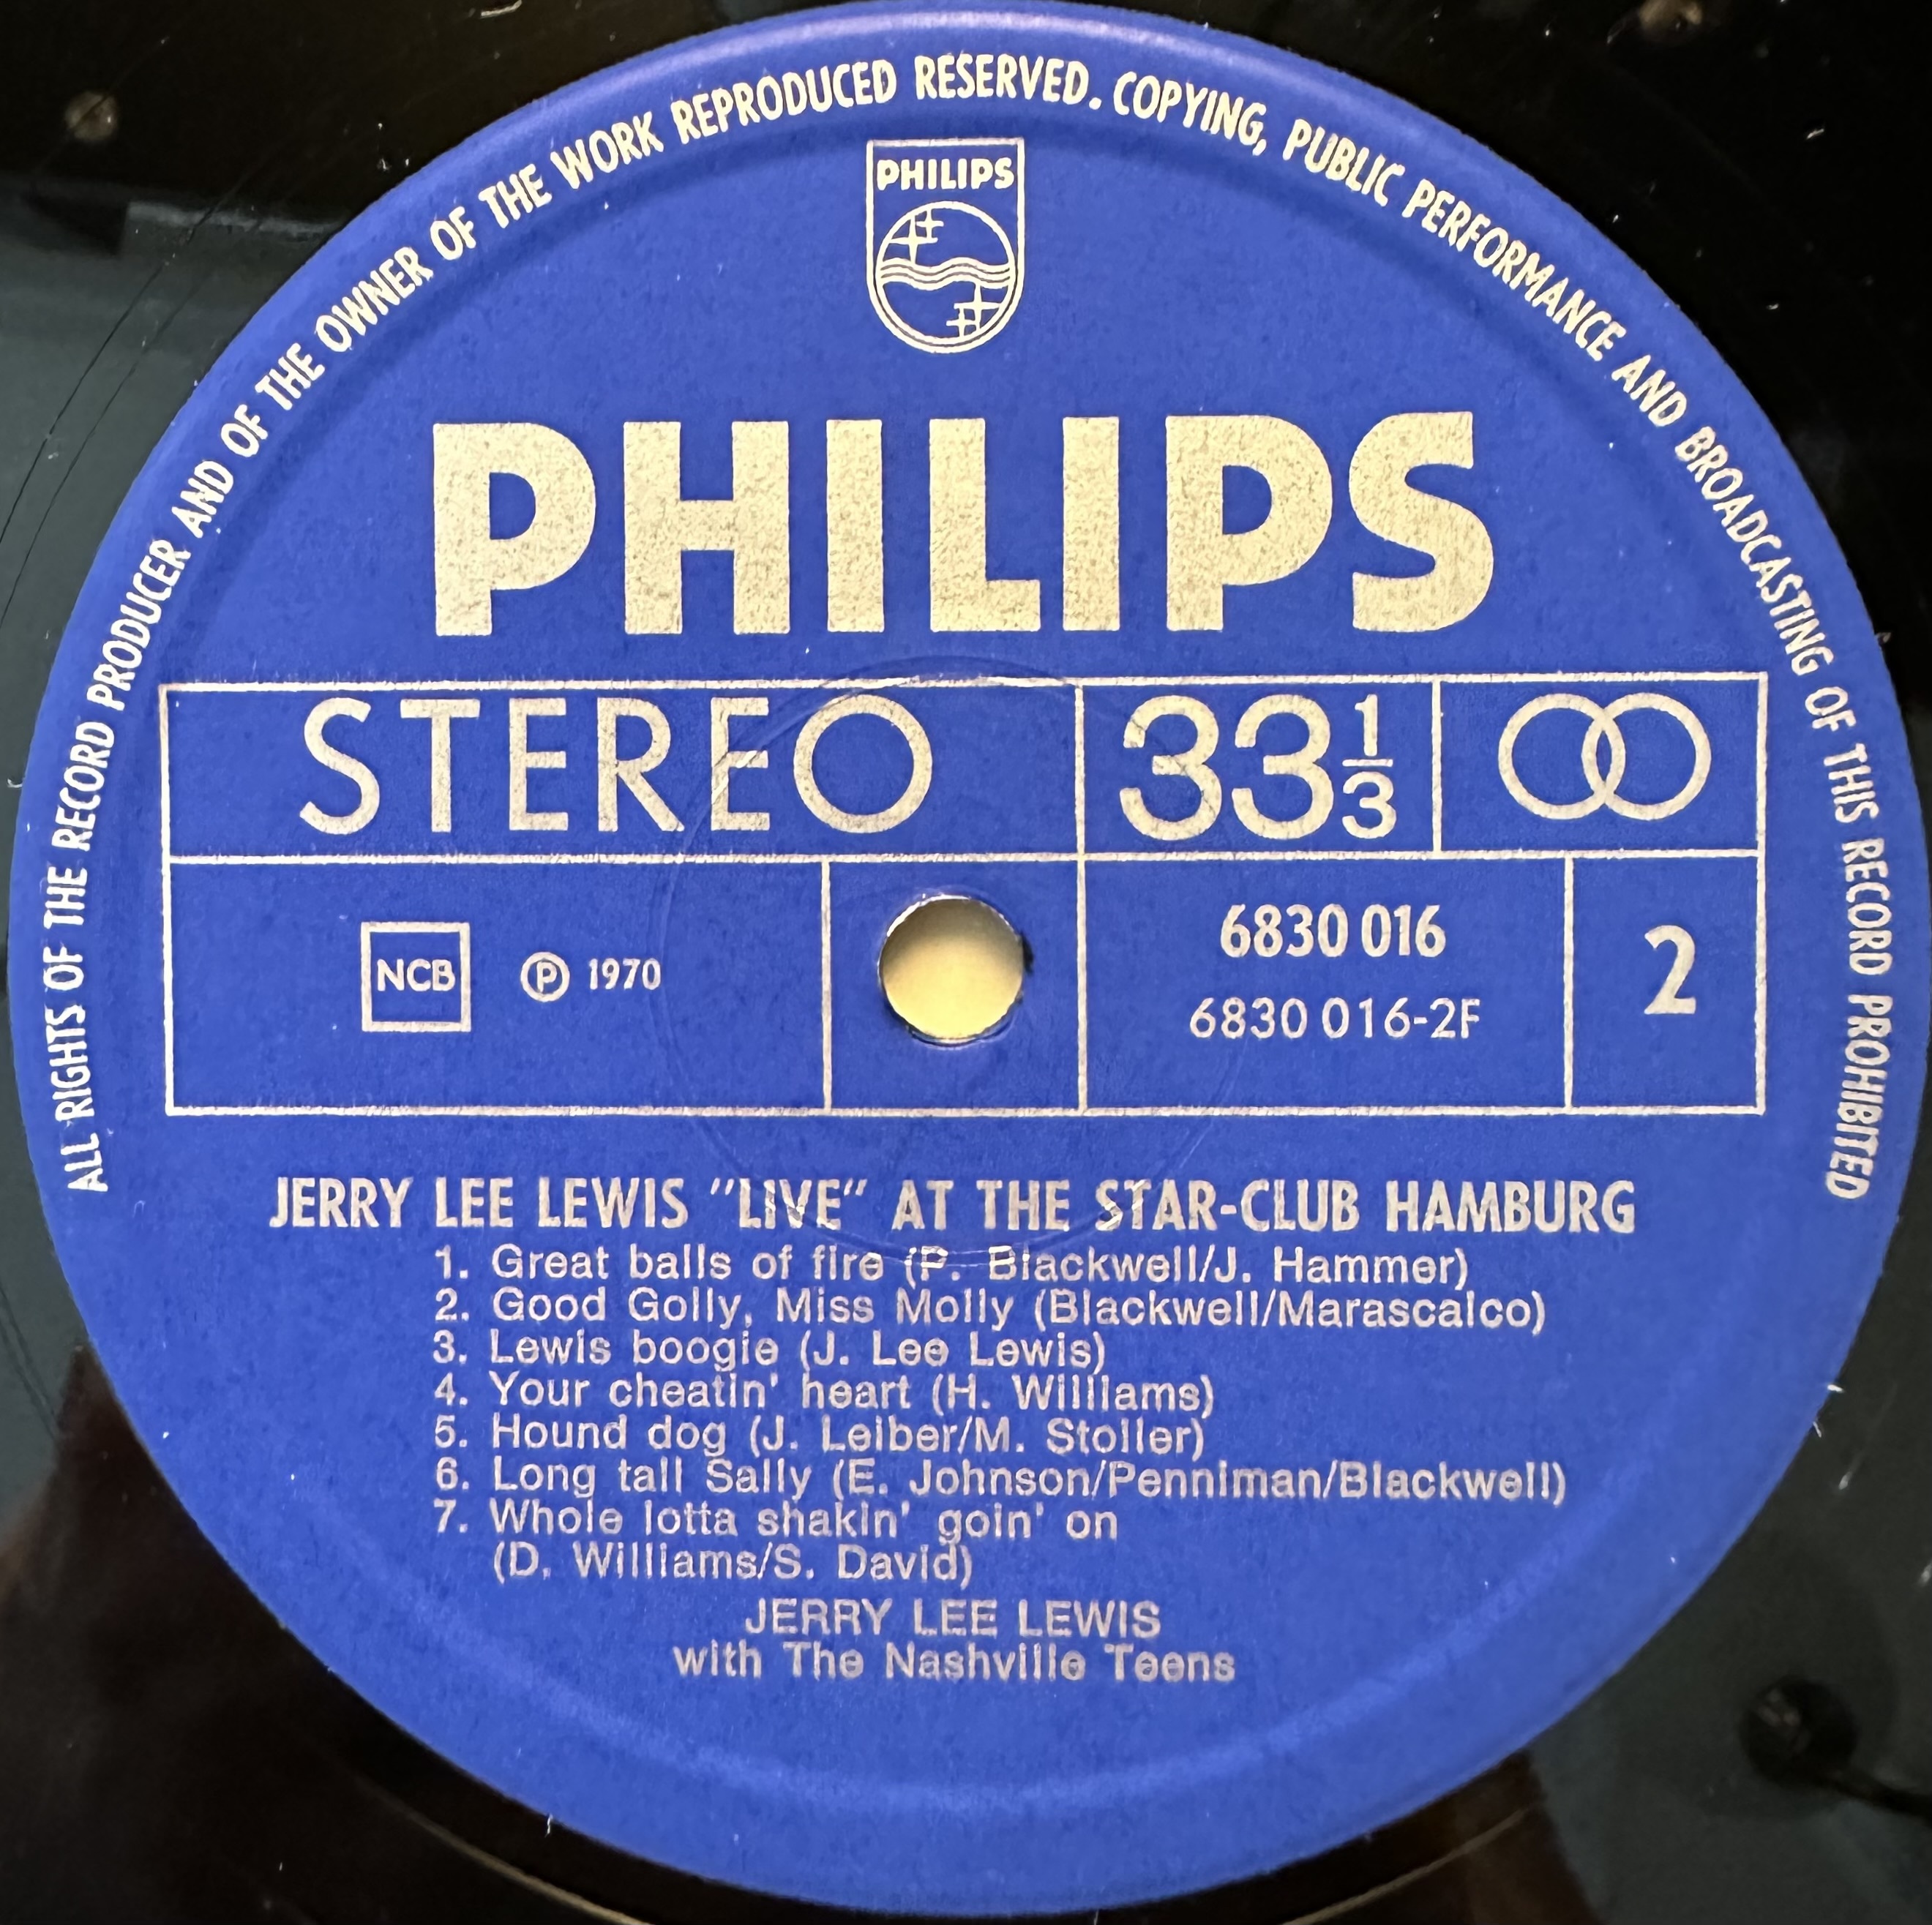 ALL RIGHTS OF THE RECORD PRODUCER AND OF THE OWNER OF THE WORK REPRODUCED RESERVED. COPYING, PUBLIC PERFORMANCE AND BROADCASTING OF THIS RECORD PROHIBITED
PHILIPS
PHILIPS
STEREO
33 1/3
NCB
Ⓟ 1970
6830 016
6830 016-2F
2
JERRY LEE LEWIS "LIVE" AT THE STAR-CLUB HAMBURG
1. Great balls of fire (P. Blackwell/J. Hammer)
2. Good Golly, Miss Molly (Blackwell/Marascalco)
3. Lewis boogie (J. Lee Lewis)
4. Your cheatin' heart (H. Williams)
5. Hound dog (J. Leiber/M. Stoller)
6. Long tall Sally (E. Johnson/Penniman/Blackwell)
7. Whole lotta shakin' goin' on
(D. Williams/S. David)
JERRY LEE LEWIS
with The Nashville Teens